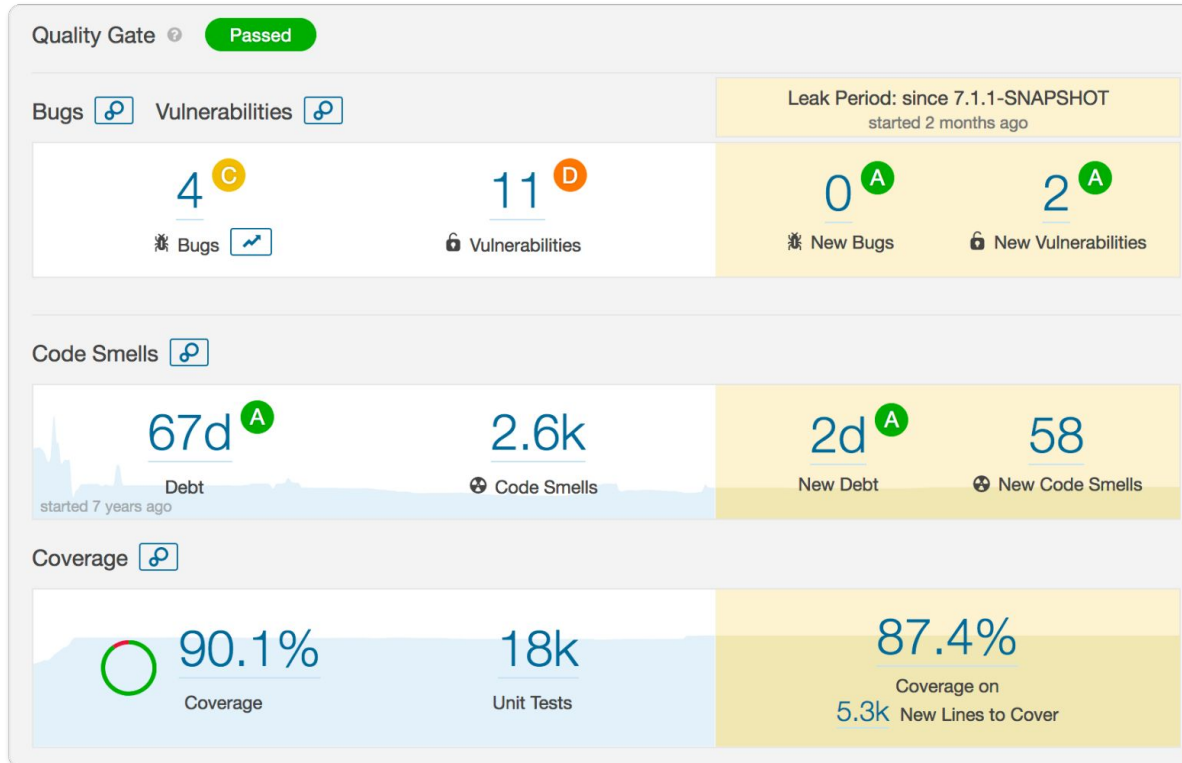 Quality Gate ? Passed
Bugs Vulnerabilities
Leak Period: since 7.1.1-SNAPSHOT
started 2 months ago
4 C
11 D
0 A
2 A
Bugs
Vulnerabilities
New Bugs
New Vulnerabilities
Code Smells
67d A
2.6k
2d A
58
Debt
Code Smells
New Debt
New Code Smells
started 7 years ago
Coverage
90.1%
18k
87.4%
Coverage
Unit Tests
Coverage on
5.3k New Lines to Cover